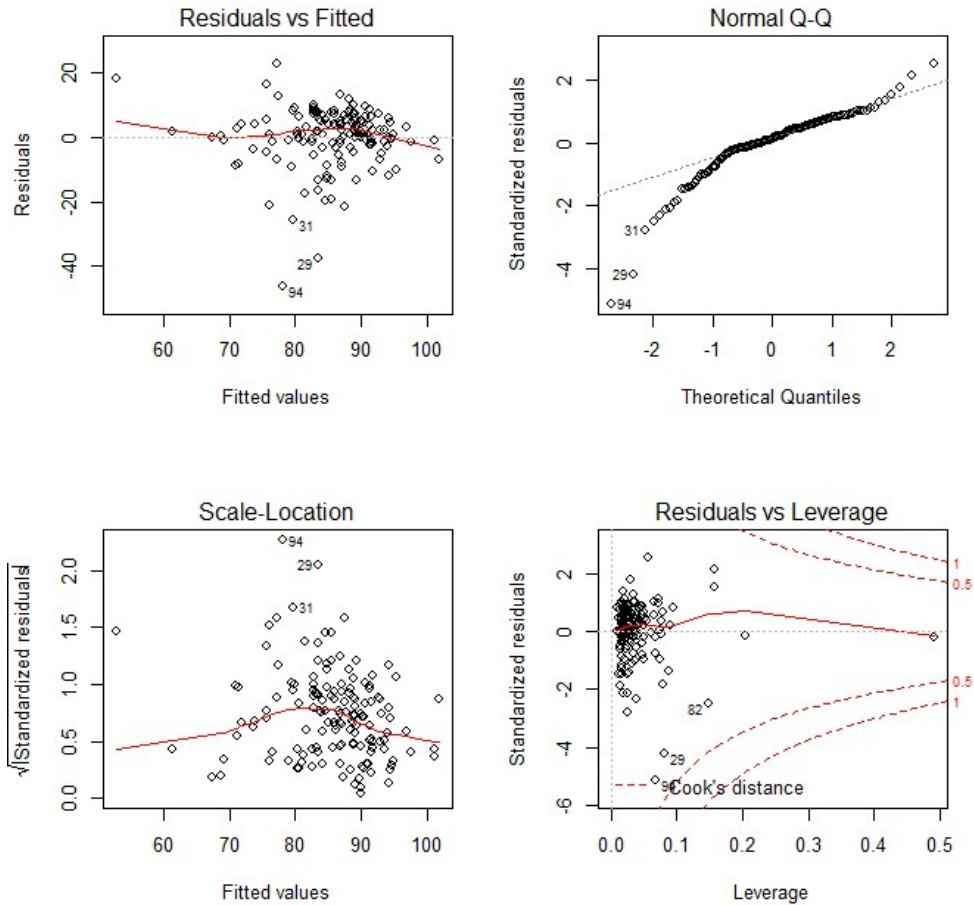 Residuals vs Fitted
Residuals
20
0
-20
-40
31
29
94
60 70 80 90 100
Fitted values
Normal Q-Q
Standardized residuals
2
0
-2
-4
31
29
94
-2 -1 0 1 2
Theoretical Quantiles
Scale-Location
√|Standardized residuals|
2.0
1.5
1.0
0.5
0.0
94
29
31
60 70 80 90 100
Fitted values
Residuals vs Leverage
Standardized residuals
2
0
-2
-4
-6
1
0.5
0.5
1
82
29
Cook's distance
0.0 0.1 0.2 0.3 0.4 0.5
Leverage